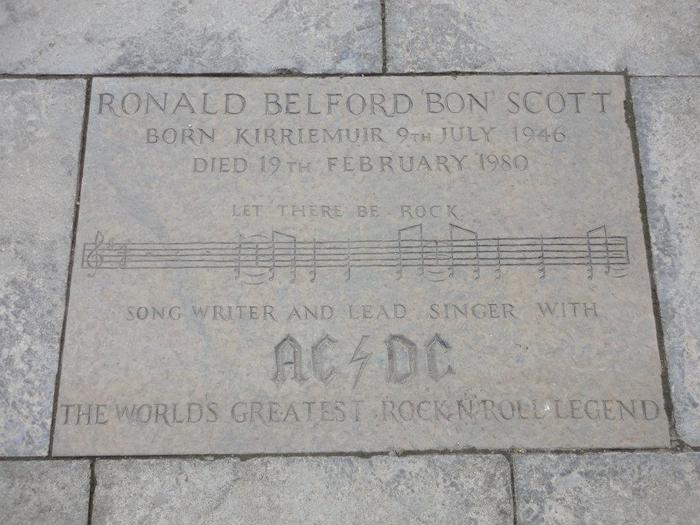 RONALD BELFORD 'BON' SCOTT
BORN KIRRIEMUIR 9TH JULY 1946
DIED 19TH FEBRUARY 1980
LET THERE BE ROCK
SONG WRITER AND LEAD SINGER WITH
AC⚡DC
THE WORLDS GREATEST ROCK N' ROLL LEGEND